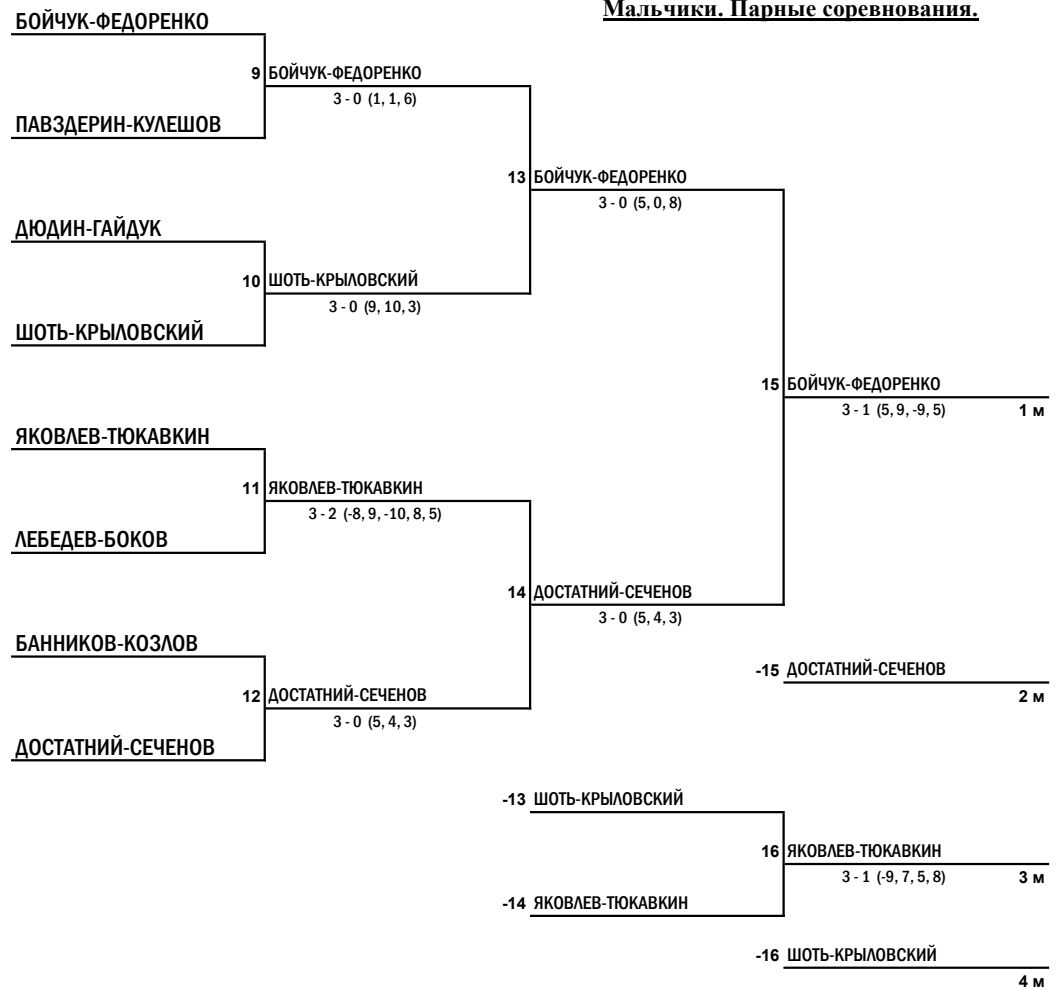 Мальчики. Парные соревнования.
БОЙЧУК-ФЕДОРЕНКО
9 БОЙЧУК-ФЕДОРЕНКО
3 - 0 (1, 1, 6)
ПАВЗДЕРИН-КУЛЕШОВ
13 БОЙЧУК-ФЕДОРЕНКО
3 - 0 (5, 0, 8)
ДЮДИН-ГАЙДУК
10 ШОТЬ-КРЫЛОВСКИЙ
3 - 0 (9, 10, 3)
ШОТЬ-КРЫЛОВСКИЙ
15 БОЙЧУК-ФЕДОРЕНКО
3 - 1 (5, 9, -9, 5) 1 м
ЯКОВЛЕВ-ТЮКАВКИН
11 ЯКОВЛЕВ-ТЮКАВКИН
3 - 2 (-8, 9, -10, 8, 5)
ЛЕБЕДЕВ-БОКОВ
14 ДОСТАТНИЙ-СЕЧЕНОВ
3 - 0 (5, 4, 3)
БАННИКОВ-КОЗЛОВ
-15 ДОСТАТНИЙ-СЕЧЕНОВ
2 м
12 ДОСТАТНИЙ-СЕЧЕНОВ
3 - 0 (5, 4, 3)
ДОСТАТНИЙ-СЕЧЕНОВ
-13 ШОТЬ-КРЫЛОВСКИЙ
16 ЯКОВЛЕВ-ТЮКАВКИН
3 - 1 (-9, 7, 5, 8) 3 м
-14 ЯКОВЛЕВ-ТЮКАВКИН
-16 ШОТЬ-КРЫЛОВСКИЙ
4 м